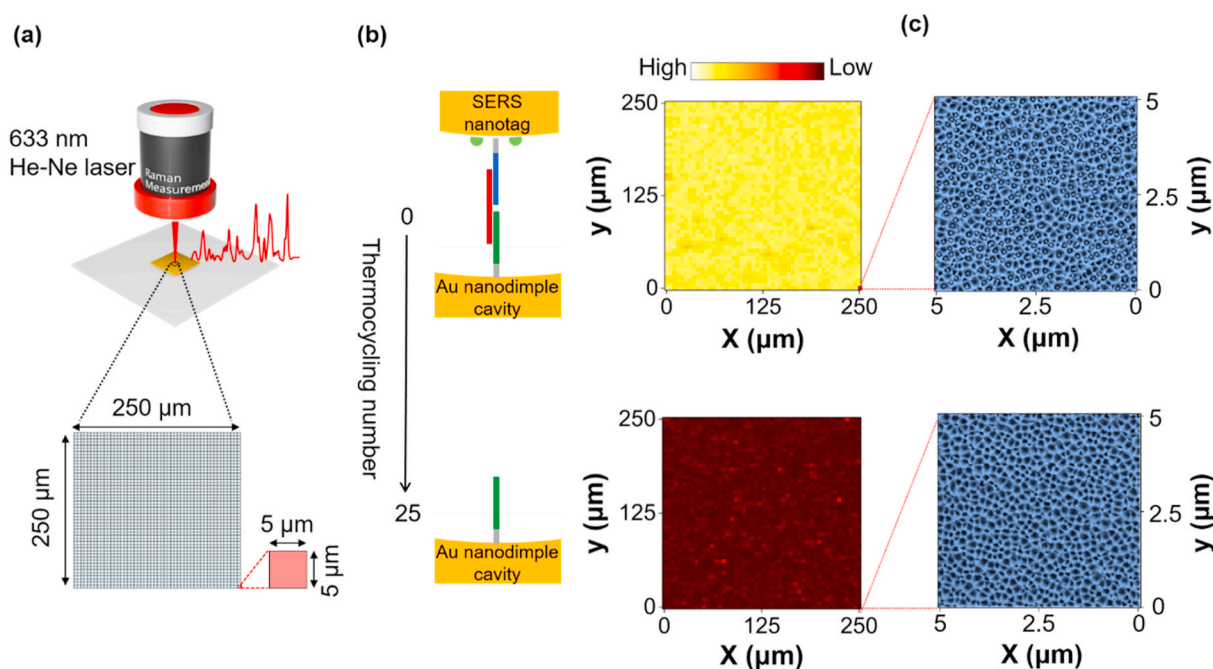 (a)
633 nm
He-Ne laser
Raman
Measurement
250 µm
250 µm
5 µm
5 µm
(b)
Thermocycling number
0
25
SERS
nanotag
Au nanodimple
cavity
Au nanodimple
cavity
High
Low
250
125
0
y (µm)
0
125
250
X (µm)
250
125
0
y (µm)
0
125
250
X (µm)
(c)
5
2.5
0
y (µm)
5
2.5
0
X (µm)
5
2.5
0
y (µm)
5
2.5
0
X (µm)